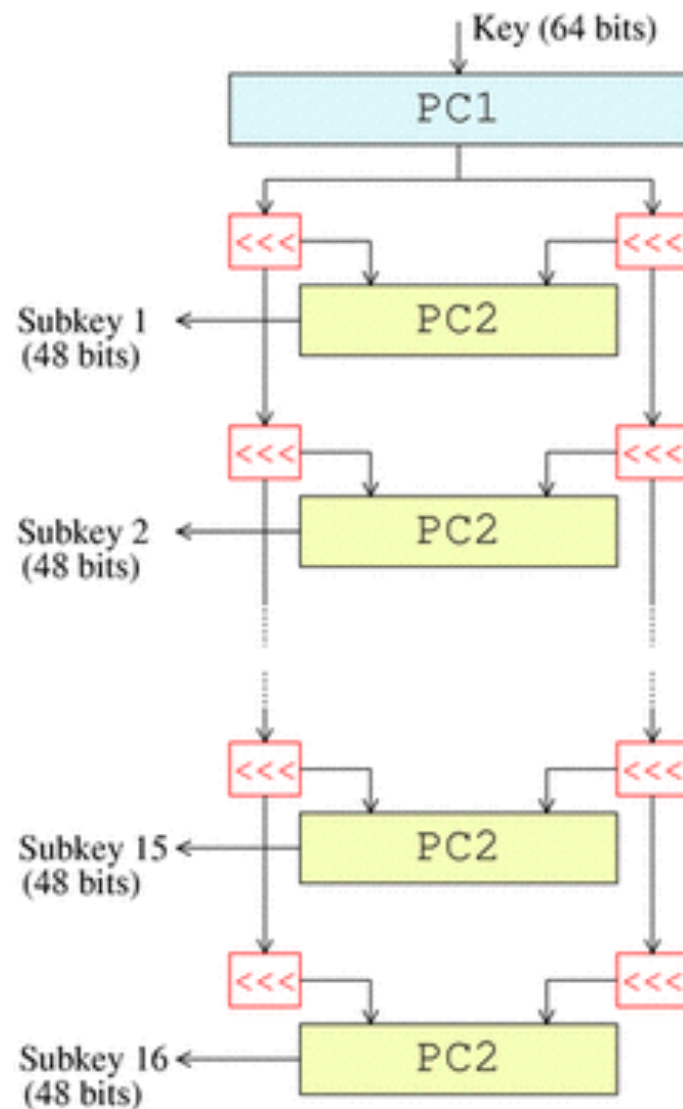 Key (64 bits)
PC1
<<< <<<
PC2
Subkey 1
(48 bits)
<<< <<<
PC2
Subkey 2
(48 bits)
<<< <<<
PC2
Subkey 15
(48 bits)
<<< <<<
PC2
Subkey 16
(48 bits)